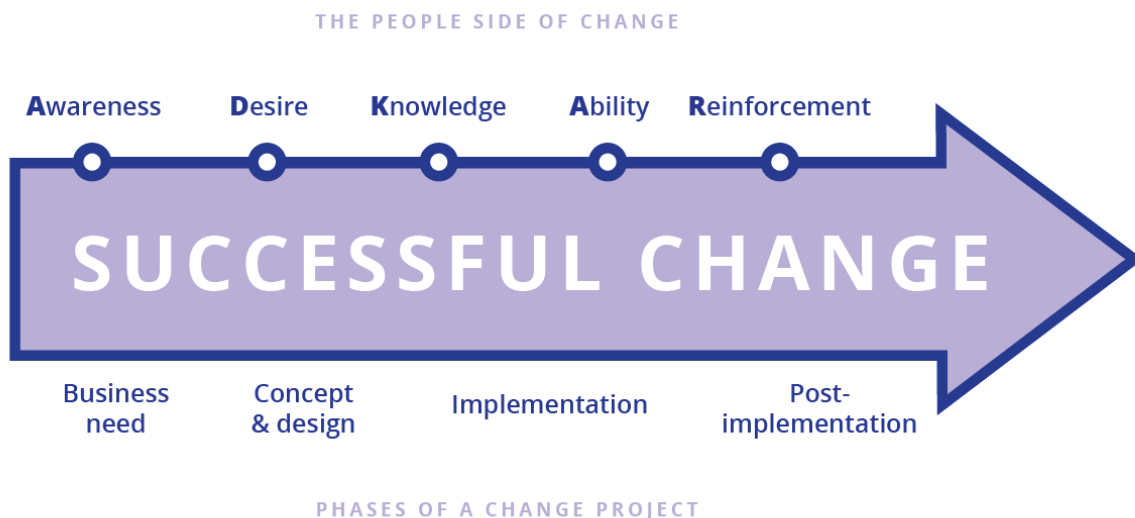 THE PEOPLE SIDE OF CHANGE
Awareness Desire Knowledge Ability Reinforcement
SUCCESSFUL CHANGE
Business need
Concept & design
Implementation
Post-implementation
PHASES OF A CHANGE PROJECT